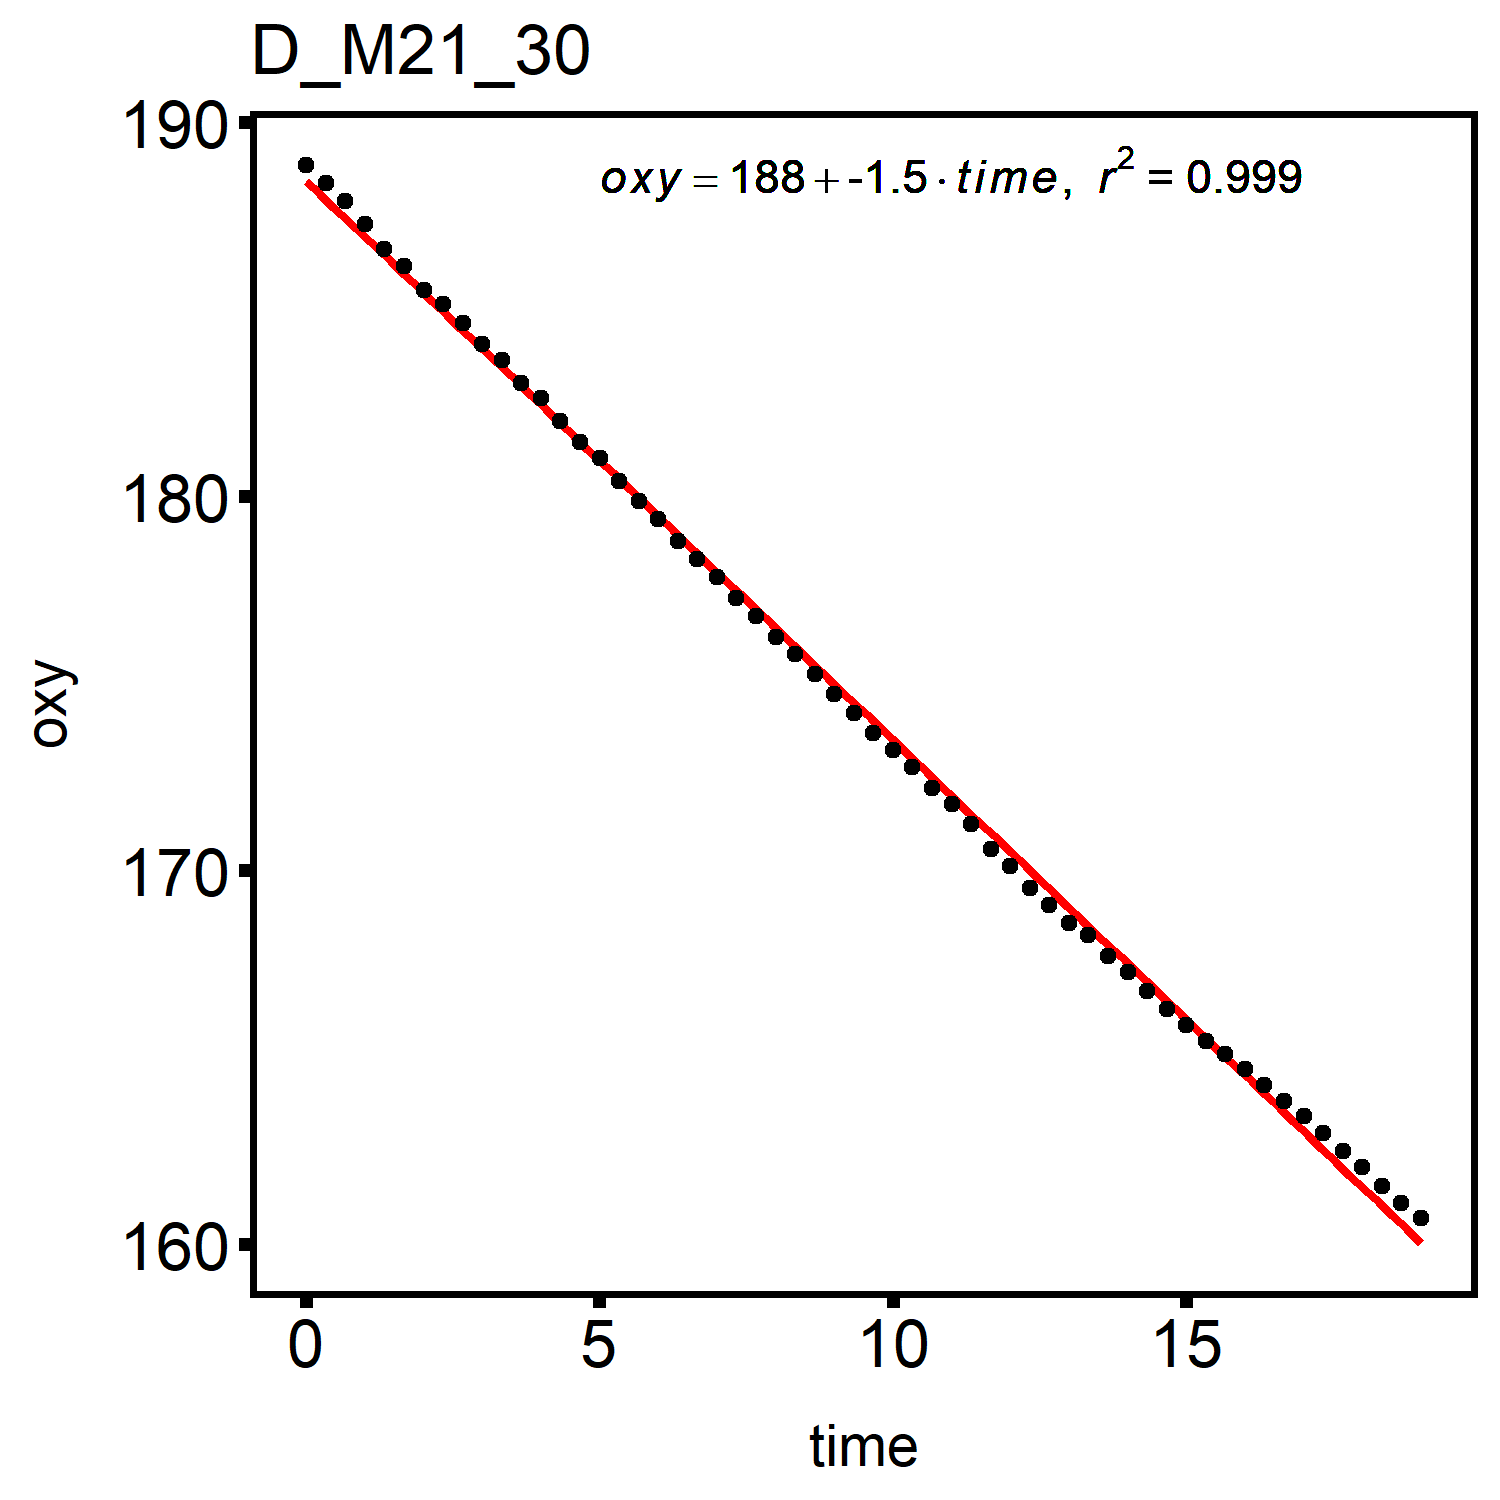 D_M21_30
190
oxy = 188 + -1.5 · time, r² = 0.999
180
oxy
170
160
0 5 10 15
time